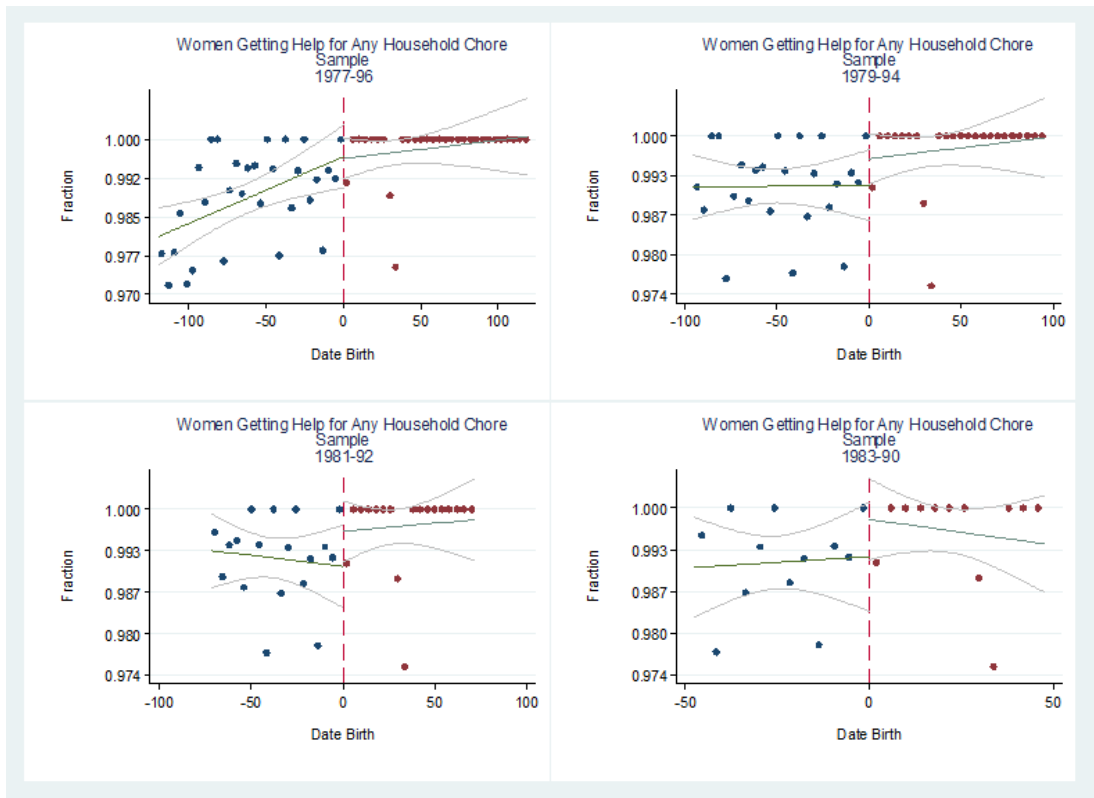 Women Getting Help for Any Household Chore
Sample
1977-96
Fraction
1.000
0.992
0.985
0.977
0.970
-100
-50
0
50
100
Date Birth
Women Getting Help for Any Household Chore
Sample
1979-94
Fraction
1.000
0.993
0.987
0.980
0.974
-100
-50
0
50
100
Date Birth
Women Getting Help for Any Household Chore
Sample
1981-92
Fraction
1.000
0.993
0.987
0.980
0.974
-100
-50
0
50
100
Date Birth
Women Getting Help for Any Household Chore
Sample
1983-90
Fraction
1.000
0.993
0.987
0.980
0.974
-50
0
50
Date Birth